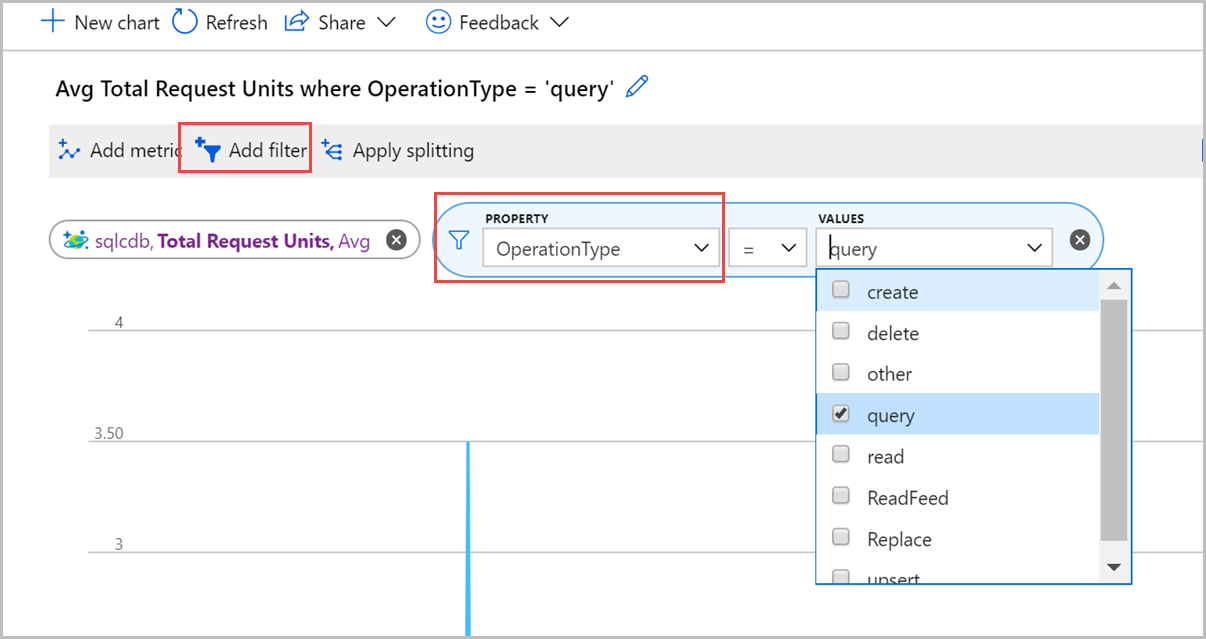 New chart Refresh Share Feedback
Avg Total Request Units where OperationType = 'query'
Add metric Add filter Apply splitting
PROPERTY VALUES
sqlcdb, Total Request Units, Avg OperationType = query
create
delete
other
query
read
ReadFeed
Replace
upsert
4
3.50
3